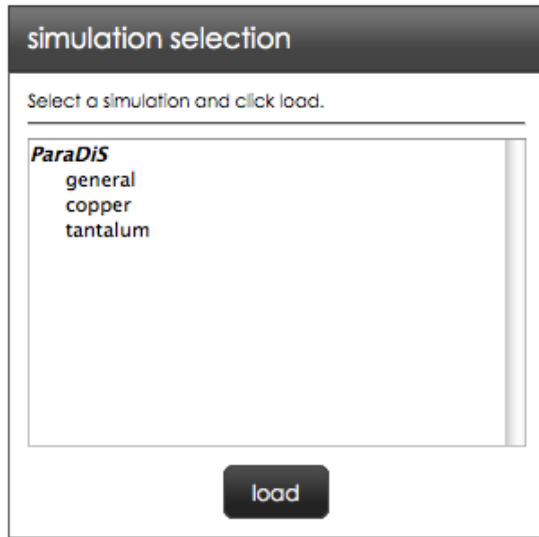 simulation selection
Select a simulation and click load.
ParaDiS
general
copper
tantalum
load